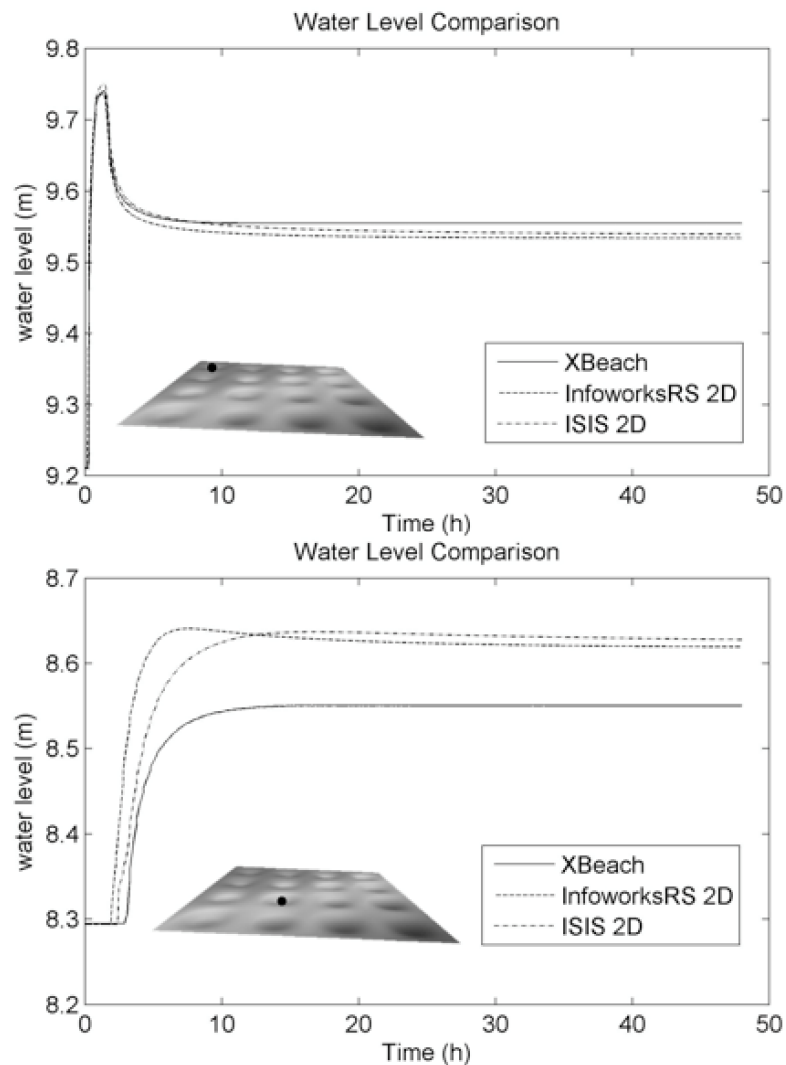 Water Level Comparison
9.8
9.7
9.6
9.5
9.4
9.3
9.2
water level (m)
XBeach
InfoworksRS 2D
ISIS 2D
0 10 20 30 40 50
Time (h)
Water Level Comparison
8.7
8.6
8.5
8.4
8.3
8.2
water level (m)
XBeach
InfoworksRS 2D
ISIS 2D
0 10 20 30 40 50
Time (h)